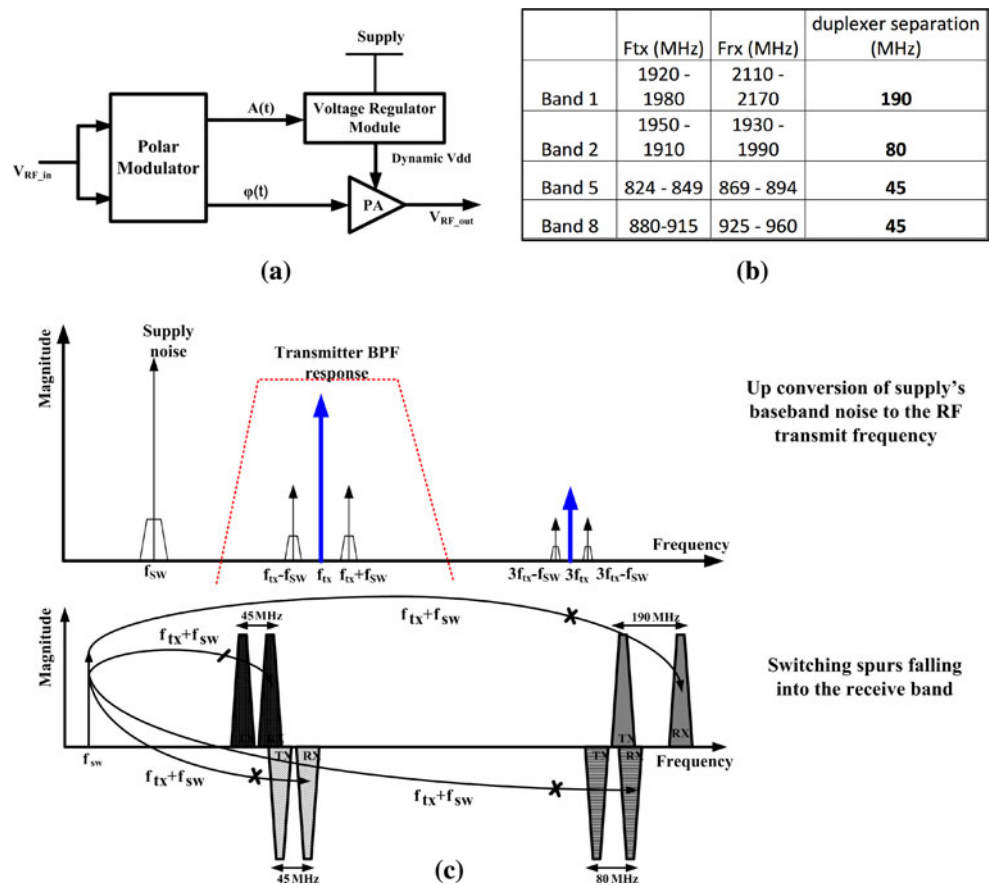 (a)
Supply
Polar
Modulator
A(t)
Voltage Regulator
Module
Dynamic Vdd
V_RF_in
φ(t)
PA
V_RF_out
Ftx (MHz) Frx (MHz) duplexer separation (MHz)
Band 1 1920 - 1980 2110 - 2170 190
Band 2 1950 - 1910 1930 - 1990 80
Band 5 824 - 849 869 - 894 45
Band 8 880-915 925 - 960 45
(b)
Magnitude
Supply
noise
Transmitter BPF
response
Up conversion of supply's
baseband noise to the RF
transmit frequency
Frequency
f_SW f_tx-f_SW f_tx f_tx+f_SW 3f_tx-f_SW 3f_tx 3f_tx-f_SW
Magnitude
45 MHz
f_tx+f_sw
190 MHz
f_tx+f_sw
Switching spurs falling
into the receive band
TX RX TX RX
TX RX TX RX
f_sw
Frequency
f_tx+f_sw
f_tx+f_sw
45 MHz
80 MHz
(c)